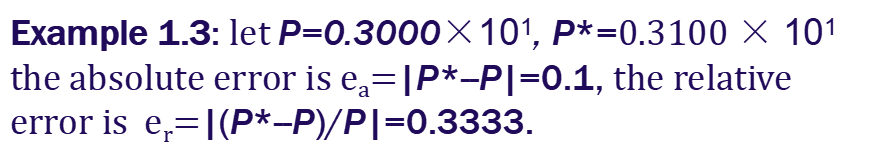 Example 1.3: let P=0.3000×10¹, P*=0.3100 × 10¹
the absolute error is eₐ=|P*–P|=0.1, the relative
error is eᵣ=|(P*–P)/P|=0.3333.